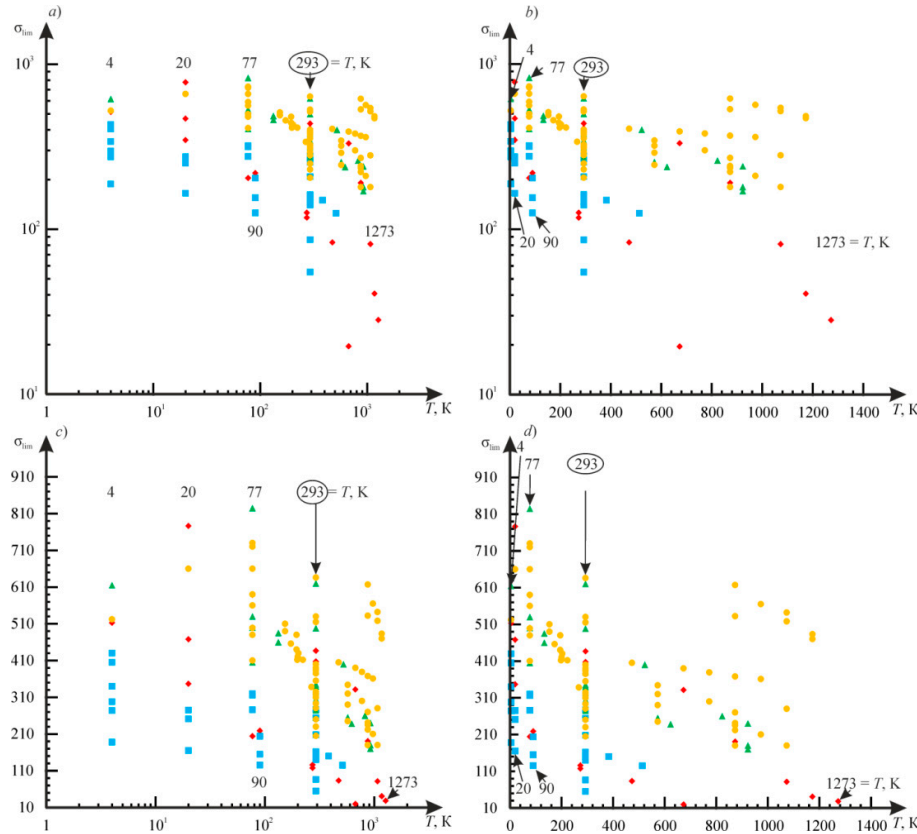 a)
σlim
10³
4 20 77 293 = T, K
10²
90 1273
10¹
1 10 10² 10³ T, K
b)
σlim
10³
4
77 293
10²
20 90 1273 = T, K
10¹
0 200 400 600 800 1000 1200 1400 T, K
c)
σlim
910
4 20 77 293 = T, K
810
710
610
510
410
310
210
110
90 1273
10
1 10 10² 10³ T, K
d)
σlim
4
910
77 293
810
710
610
510
410
310
210
110
20 90 1273 = T, K
10
0 200 400 600 800 1000 1200 1400 T, K